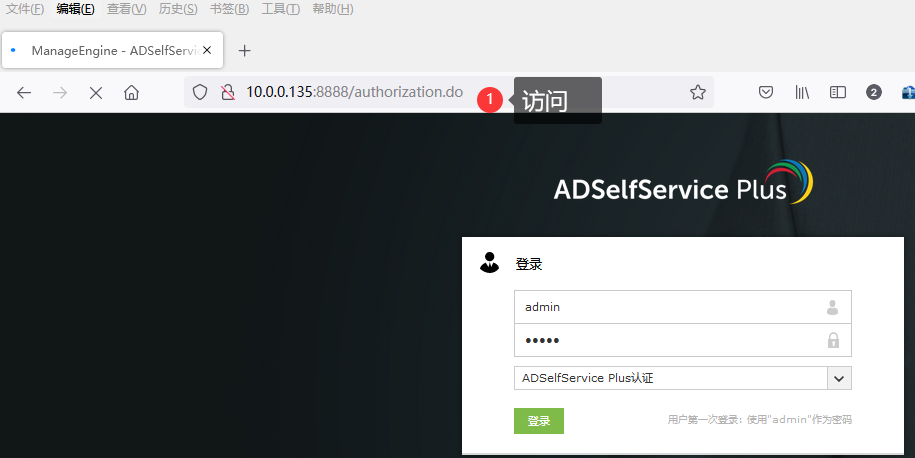 文件(F) 编辑(E) 查看(V) 历史(S) 书签(B) 工具(T) 帮助(H)
ManageEngine - ADSelfServic
10.0.0.135:8888/authorization.do
1 访问
2
ADSelfService Plus
登录
admin
•••••
ADSelfService Plus认证
登录 用户第一次登录：使用"admin"作为密码